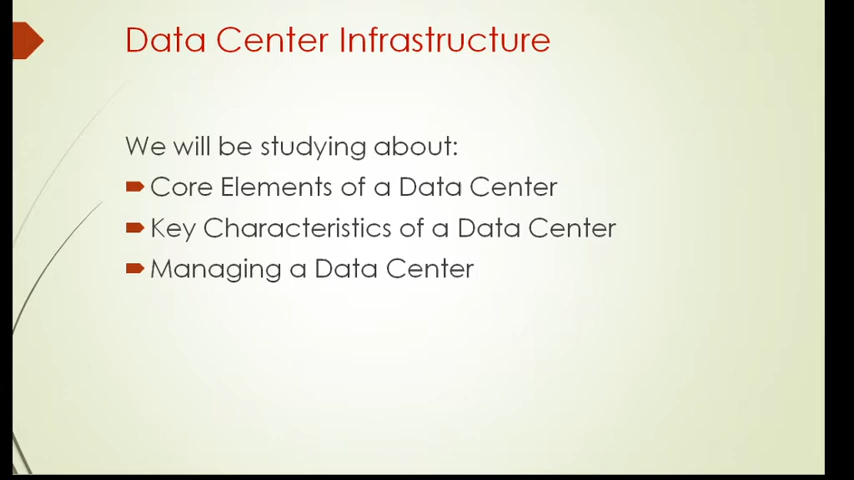 Data Center Infrastructure
We will be studying about:
Core Elements of a Data Center
Key Characteristics of a Data Center
Managing a Data Center